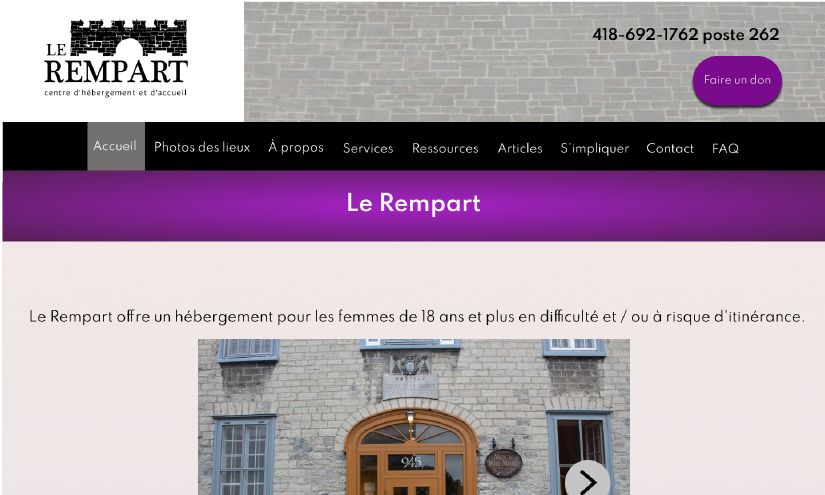 LE
REMPART
centre d'hébergement et d'accueil
418-692-1762 poste 262
Faire un don
Accueil Photos des lieux À propos Services Ressources Articles S'impliquer Contact FAQ
Le Rempart
Le Rempart offre un hébergement pour les femmes de 18 ans et plus en difficulté et / ou à risque d'itinérance.
945